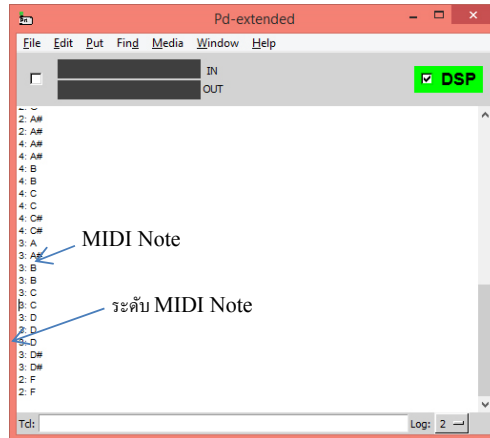 Pd-extended
File Edit Put Find Media Window Help
IN
OUT
DSP
2: A#
2: A#
4: A#
4: A#
4: B
4: B
4: C
4: C
4: C#
4: C#
3: A
MIDI Note
3: A#
3: B
3: B
3: C
3: C
ระดับ MIDI Note
3: D
3: D
3: D
3: D#
3: D#
2: F
2: F
Tcl:
Log: 2